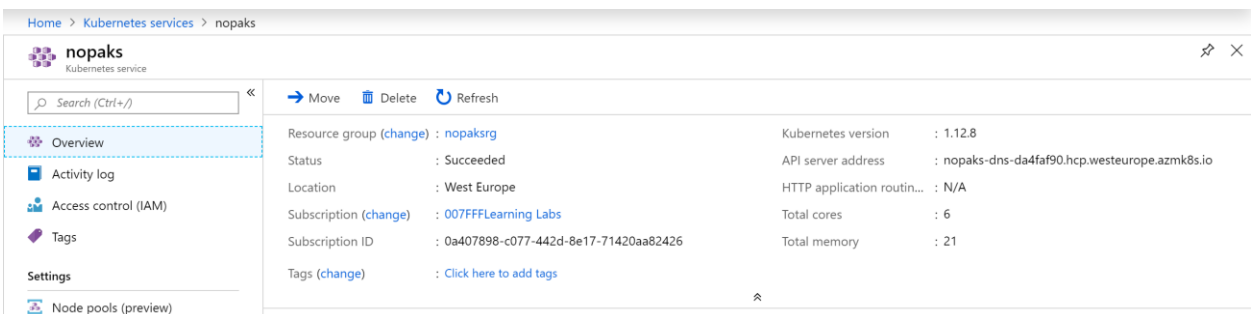 Home > Kubernetes services > nopaks
nopaks
Kubernetes service
Search (Ctrl+/)
«
Overview
Activity log
Access control (IAM)
Tags
Settings
Node pools (preview)
Move Delete Refresh
Resource group (change) : nopaksrg
Status : Succeeded
Location : West Europe
Subscription (change) : 007FFFLearning Labs
Subscription ID : 0a407898-c077-442d-8e17-71420aa82426
Tags (change) : Click here to add tags
Kubernetes version : 1.12.8
API server address : nopaks-dns-da4faf90.hcp.westeurope.azmk8s.io
HTTP application routin... : N/A
Total cores : 6
Total memory : 21